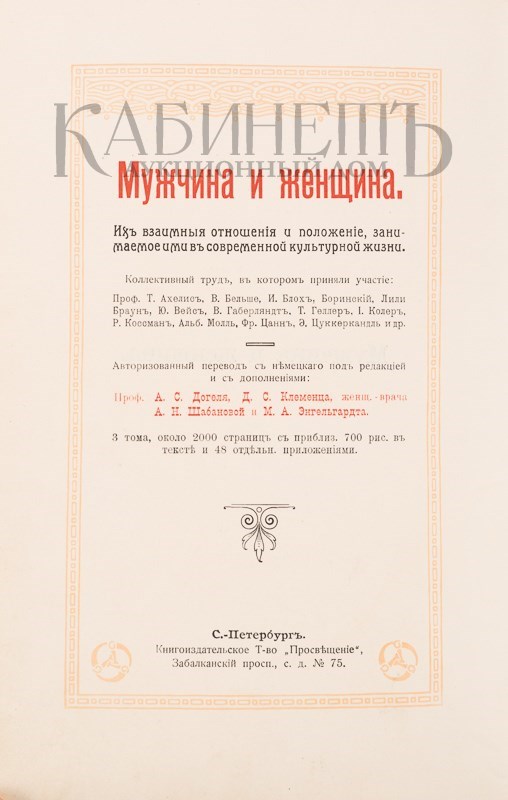 КАБИНЕТЪ
АУКЦИОННЫЙ ДОМ
Мужчина и женщина.
Ихъ взаимныя отношенія и положеніе, зани-
маемое ими въ современной культурной жизни.
Коллективный трудъ, въ которомъ приняли участіе:
Проф. Т. Ахелисъ, В. Бельше, И. Блохъ, Боринскій, Лили
Браунъ, Ю. Вейсъ, В. Габерляндтъ, Т. Геллеръ, І. Колеръ,
Р. Коссманъ, Альб. Молль, Фр. Цаннъ, Э. Цуккеркандль и др.
Авторизованный переводъ съ нѣмецкаго подъ редакціей
и съ дополненіями:
Проф. А. С. Догеля, Д. С. Клеменца, женщ.-врача
А. Н. Шабановой и М. А. Энгельгардта.
3 тома, около 2000 страницъ съ приблиз. 700 рис. въ
текстѣ и 48 отдѣльн. приложеніями.
С.-Петербургъ.
Книгоиздательское Т-во „Просвѣщеніе“,
Забалканскій просп., с. д. № 75.